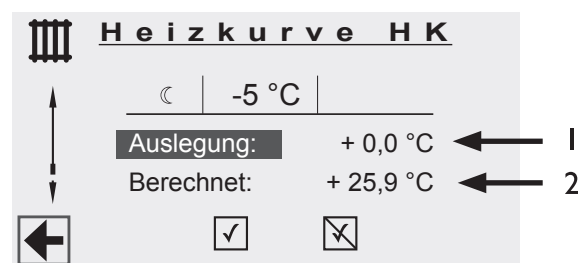 Heizkurve HK
☾ -5 °C
Auslegung: + 0,0 °C 1
Berechnet: + 25,9 °C 2